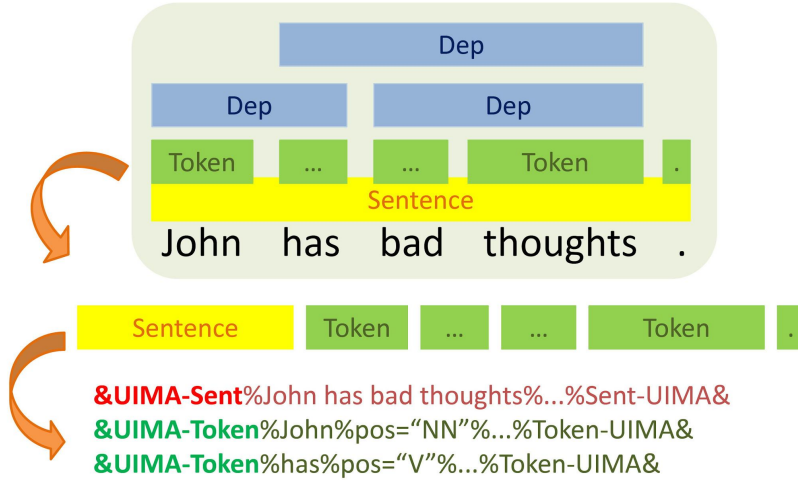 Dep
Dep Dep
Token ... ... Token .
Sentence
John has bad thoughts .
Sentence Token ... ... Token .
&UIMA-Sent%John has bad thoughts%...%Sent-UIMA&
&UIMA-Token%John%pos=“NN”%...%Token-UIMA&
&UIMA-Token%has%pos=“V”%...%Token-UIMA&